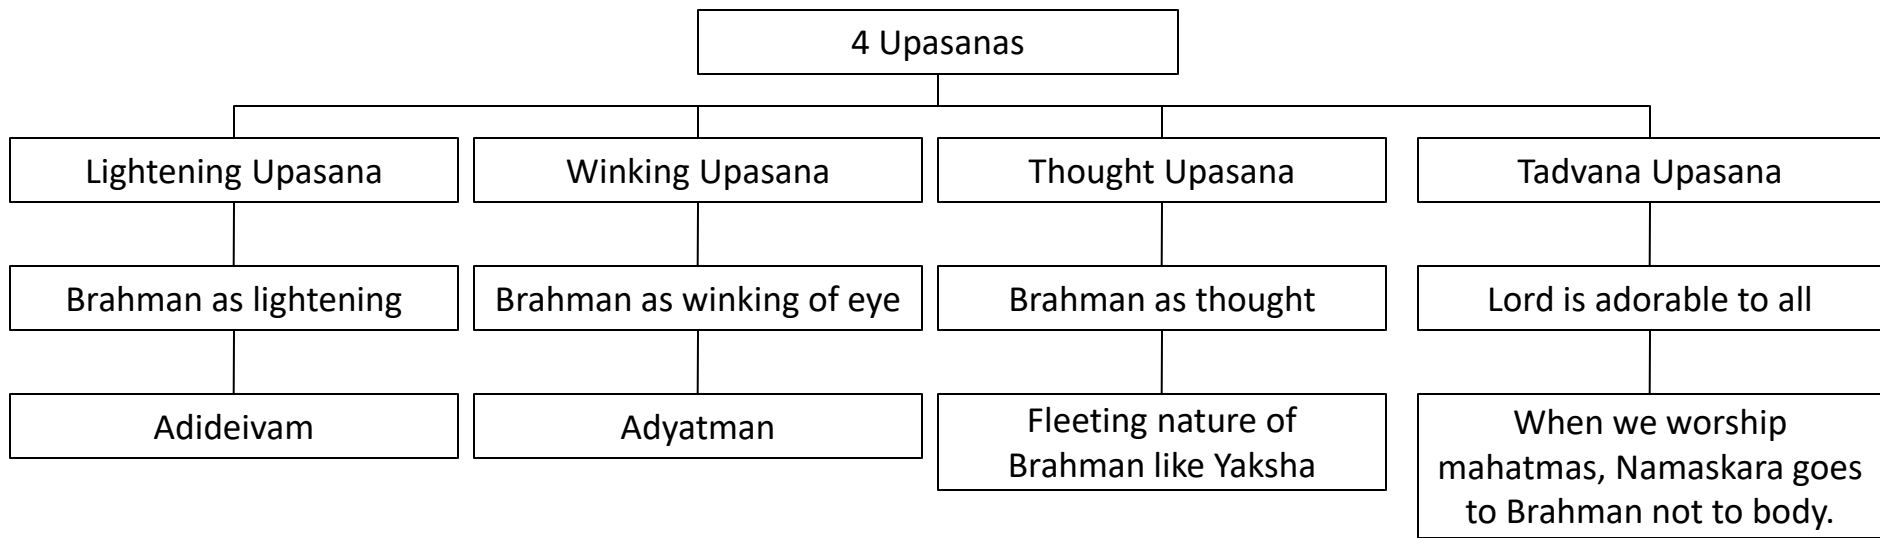 4 Upasanas
Lightening Upasana
Winking Upasana
Thought Upasana
Tadvana Upasana
Brahman as lightening
Brahman as winking of eye
Brahman as thought
Lord is adorable to all
Adideivam
Adyatman
Fleeting nature of
Brahman like Yaksha
When we worship
mahatmas, Namaskara goes
to Brahman not to body.